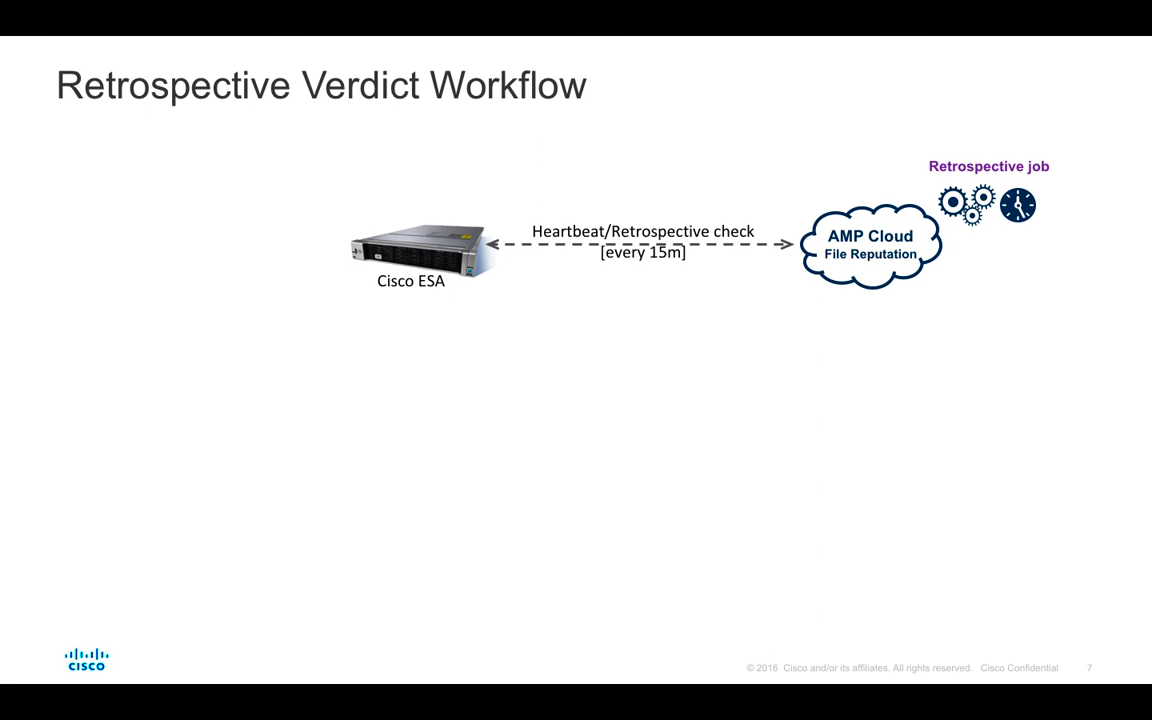 Retrospective Verdict Workflow
Retrospective job
Heartbeat/Retrospective check
[every 15m]
AMP Cloud
File Reputation
Cisco ESA
CISCO
© 2016 Cisco and/or its affiliates. All rights reserved. Cisco Confidential 7